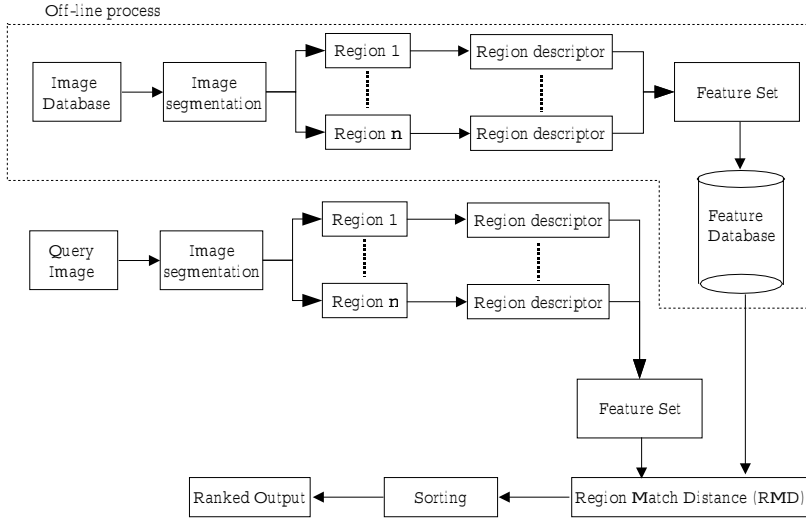 Off-line process
Image
Database
Image
segmentation
Region 1
Region n
Region descriptor
Region descriptor
Feature Set
Feature
Database
Query
Image
Image
segmentation
Region 1
Region n
Region descriptor
Region descriptor
Feature Set
Ranked Output
Sorting
Region Match Distance (RMD)